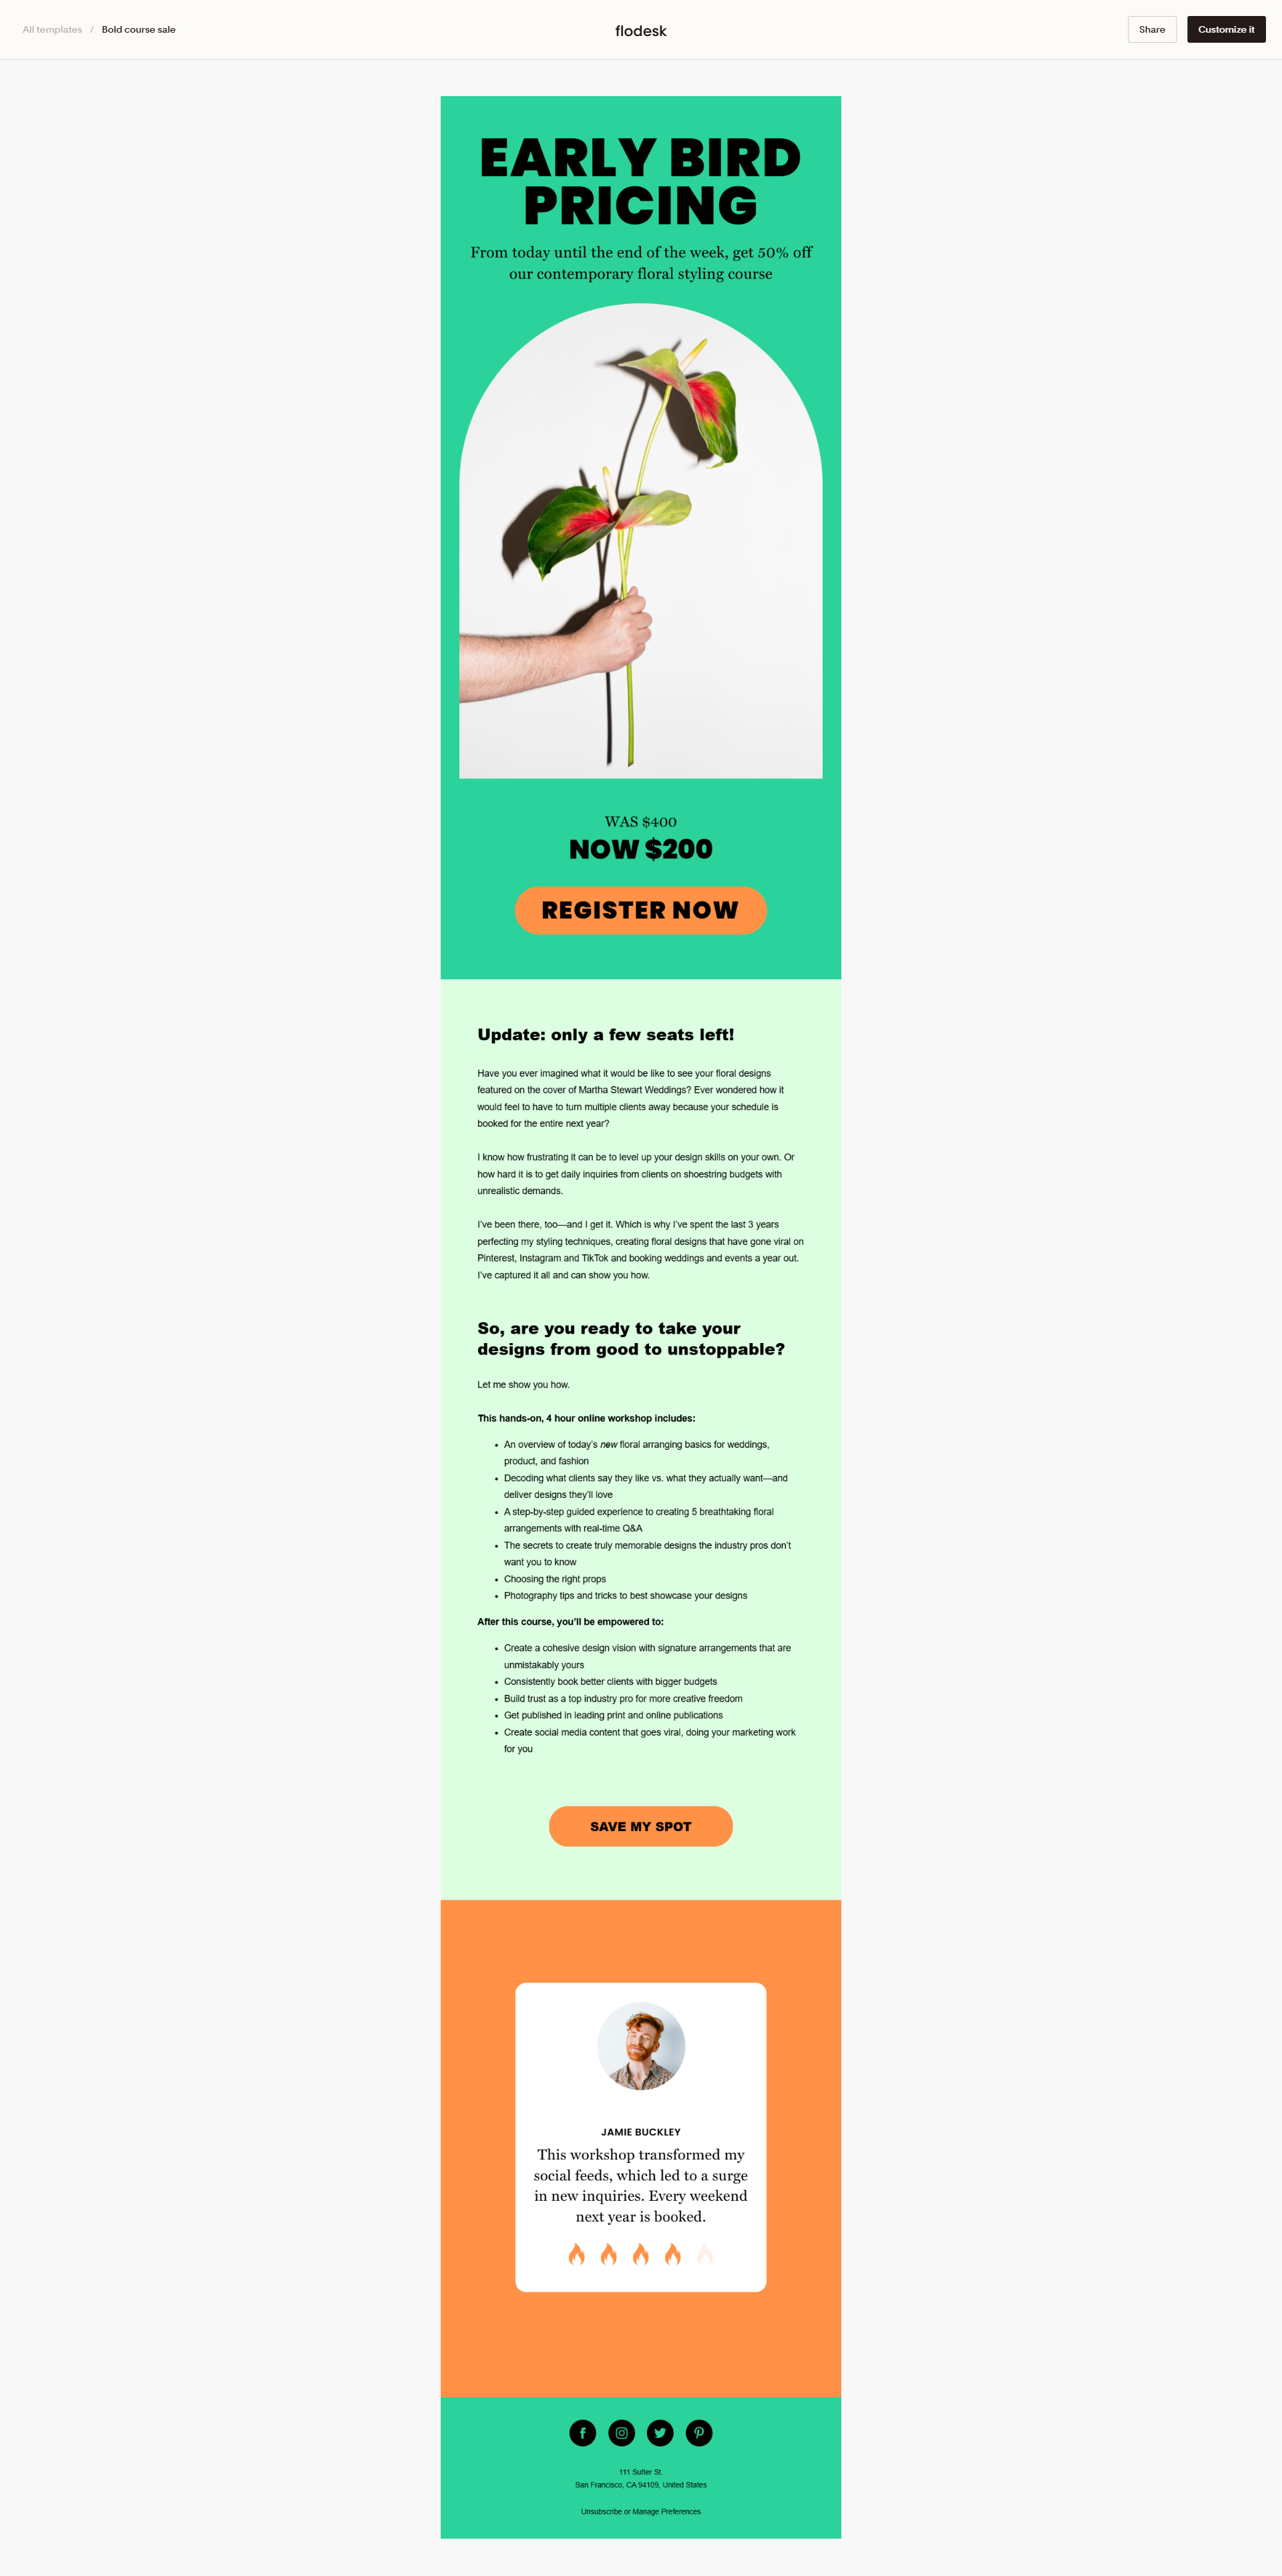 All templates / Bold course sale
flodesk
Share
Customize it
EARLY BIRD
PRICING
From today until the end of the week, get 50% off
our contemporary floral styling course
WAS $400
NOW $200
REGISTER NOW
Update: only a few seats left!
Have you ever imagined what it would be like to see your floral designs
featured on the cover of Martha Stewart Weddings? Ever wondered how it
would feel to have to turn multiple clients away because your schedule is
booked for the entire next year?
I know how frustrating it can be to level up your design skills on your own. Or
how hard it is to get daily inquiries from clients on shoestring budgets with
unrealistic demands.
I've been there, too—and I get it. Which is why I've spent the last 3 years
perfecting my styling techniques, creating floral designs that have gone viral on
Pinterest, Instagram and TikTok and booking weddings and events a year out.
I've captured it all and can show you how.
So, are you ready to take your
designs from good to unstoppable?
Let me show you how.
This hands-on, 4 hour online workshop includes:
• An overview of today's new floral arranging basics for weddings,
product, and fashion
• Decoding what clients say they like vs. what they actually want—and
deliver designs they'll love
• A step-by-step guided experience to creating 5 breathtaking floral
arrangements with real-time Q&A
• The secrets to create truly memorable designs the industry pros don't
want you to know
• Choosing the right props
• Photography tips and tricks to best showcase your designs
After this course, you'll be empowered to:
• Create a cohesive design vision with signature arrangements that are
unmistakably yours
• Consistently book better clients with bigger budgets
• Build trust as a top industry pro for more creative freedom
• Get published in leading print and online publications
• Create social media content that goes viral, doing your marketing work
for you
SAVE MY SPOT
JAMIE BUCKLEY
This workshop transformed my
social feeds, which led to a surge
in new inquiries. Every weekend
next year is booked.
111 Sutter St.
San Francisco, CA 94109, United States
Unsubscribe or Manage Preferences